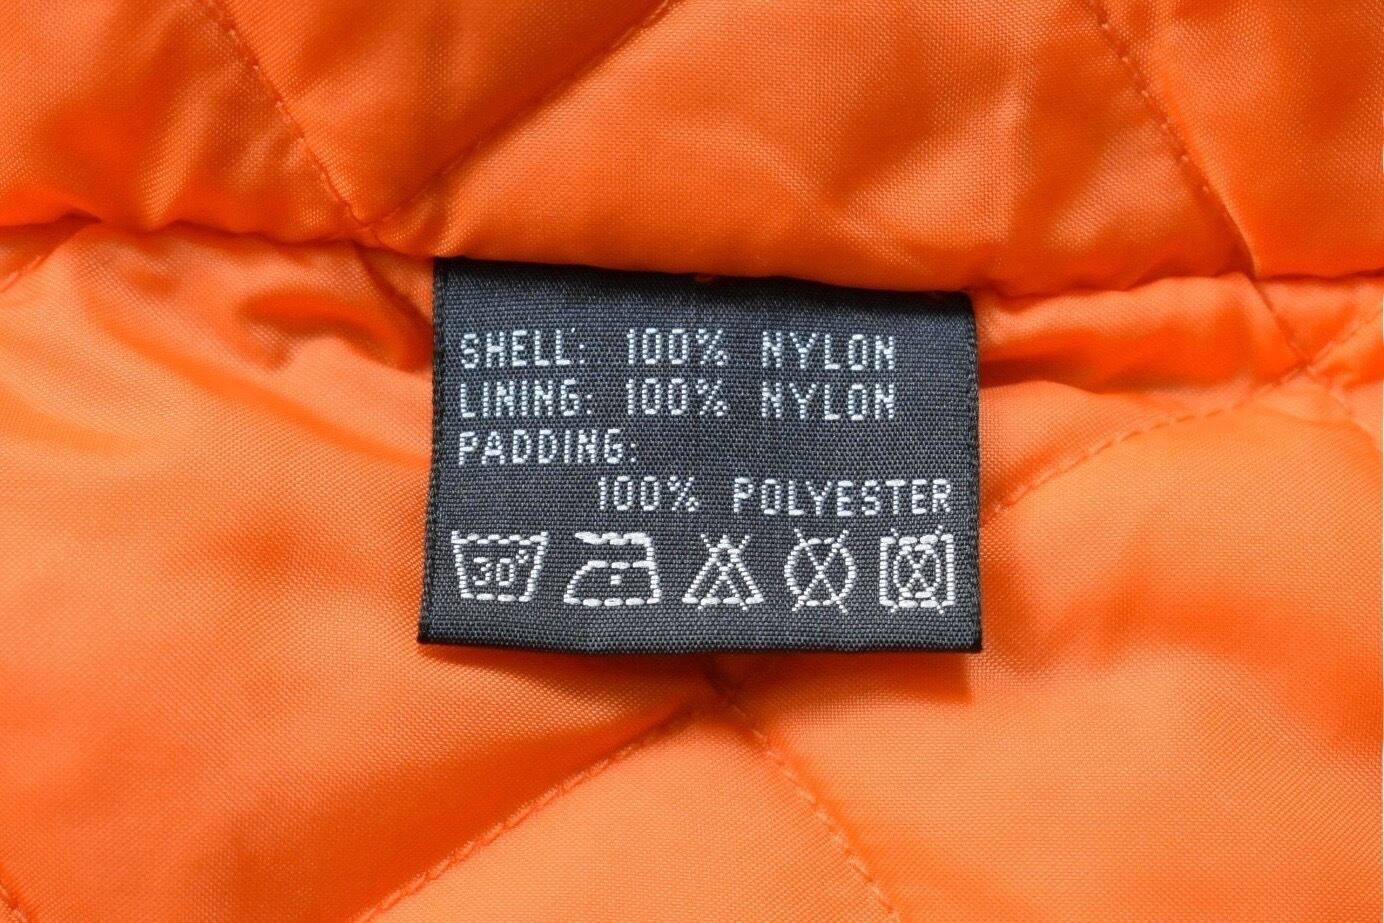 SHELL: 100% NYLON
LINING: 100% NYLON
PADDING:
100% POLYESTER
30°